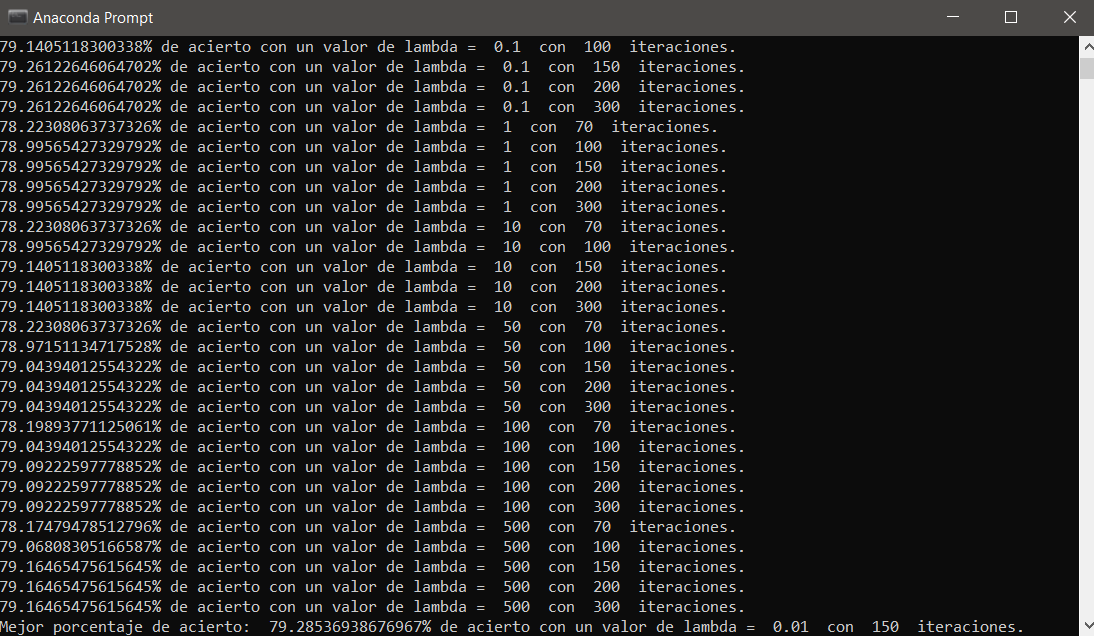 Anaconda Prompt
79.1405118300338% de acierto con un valor de lambda =  0.1  con  100  iteraciones.
79.26122646064702% de acierto con un valor de lambda =  0.1  con  150  iteraciones.
79.26122646064702% de acierto con un valor de lambda =  0.1  con  200  iteraciones.
79.26122646064702% de acierto con un valor de lambda =  0.1  con  300  iteraciones.
78.22308063737326% de acierto con un valor de lambda =  1  con  70  iteraciones.
78.99565427329792% de acierto con un valor de lambda =  1  con  100  iteraciones.
78.99565427329792% de acierto con un valor de lambda =  1  con  150  iteraciones.
78.99565427329792% de acierto con un valor de lambda =  1  con  200  iteraciones.
78.99565427329792% de acierto con un valor de lambda =  1  con  300  iteraciones.
78.22308063737326% de acierto con un valor de lambda =  10  con  70  iteraciones.
78.99565427329792% de acierto con un valor de lambda =  10  con  100  iteraciones.
79.1405118300338% de acierto con un valor de lambda =  10  con  150  iteraciones.
79.1405118300338% de acierto con un valor de lambda =  10  con  200  iteraciones.
79.1405118300338% de acierto con un valor de lambda =  10  con  300  iteraciones.
78.22308063737326% de acierto con un valor de lambda =  50  con  70  iteraciones.
78.97151134717528% de acierto con un valor de lambda =  50  con  100  iteraciones.
79.04394012554322% de acierto con un valor de lambda =  50  con  150  iteraciones.
79.04394012554322% de acierto con un valor de lambda =  50  con  200  iteraciones.
79.04394012554322% de acierto con un valor de lambda =  50  con  300  iteraciones.
78.19893771125061% de acierto con un valor de lambda =  100  con  70  iteraciones.
79.04394012554322% de acierto con un valor de lambda =  100  con  100  iteraciones.
79.09222597778852% de acierto con un valor de lambda =  100  con  150  iteraciones.
79.09222597778852% de acierto con un valor de lambda =  100  con  200  iteraciones.
79.09222597778852% de acierto con un valor de lambda =  100  con  300  iteraciones.
78.17479478512796% de acierto con un valor de lambda =  500  con  70  iteraciones.
79.06808305166587% de acierto con un valor de lambda =  500  con  100  iteraciones.
79.16465475615645% de acierto con un valor de lambda =  500  con  150  iteraciones.
79.16465475615645% de acierto con un valor de lambda =  500  con  200  iteraciones.
79.16465475615645% de acierto con un valor de lambda =  500  con  300  iteraciones.
Mejor porcentaje de acierto:  79.28536938676967% de acierto con un valor de lambda =  0.01  con  150  iteraciones.